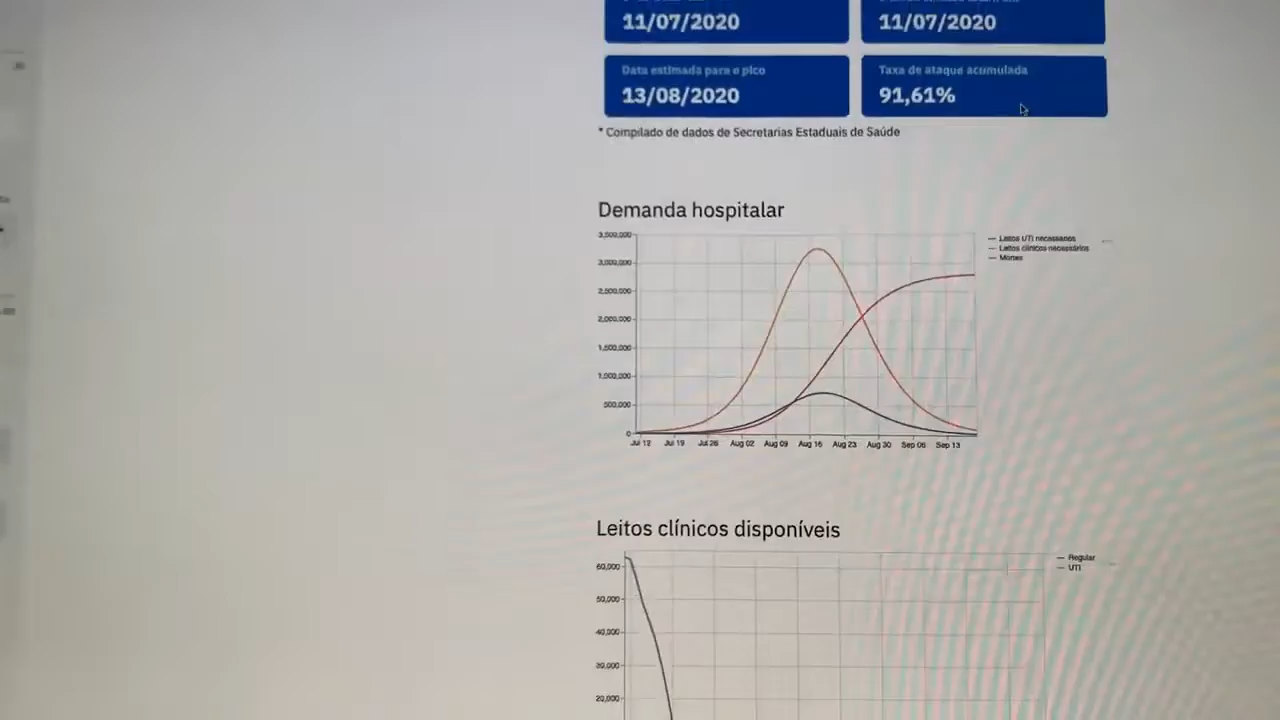 11/07/2020
11/07/2020
Data estimada para o pico
13/08/2020
Taxa de ataque acumulada
91,61%
* Compilado de dados de Secretarias Estaduais de Saúde
Demanda hospitalar
3,500,000
3,000,000
2,500,000
2,000,000
1,500,000
1,000,000
500,000
0
Jul 12
Jul 19
Jul 26
Aug 02
Aug 09
Aug 16
Aug 23
Aug 30
Sep 06
Sep 13
Leitos UTI necessários
Leitos clínicos necessários
Mortes
Leitos clínicos disponíveis
60,000
50,000
40,000
30,000
20,000
Regular
UTI